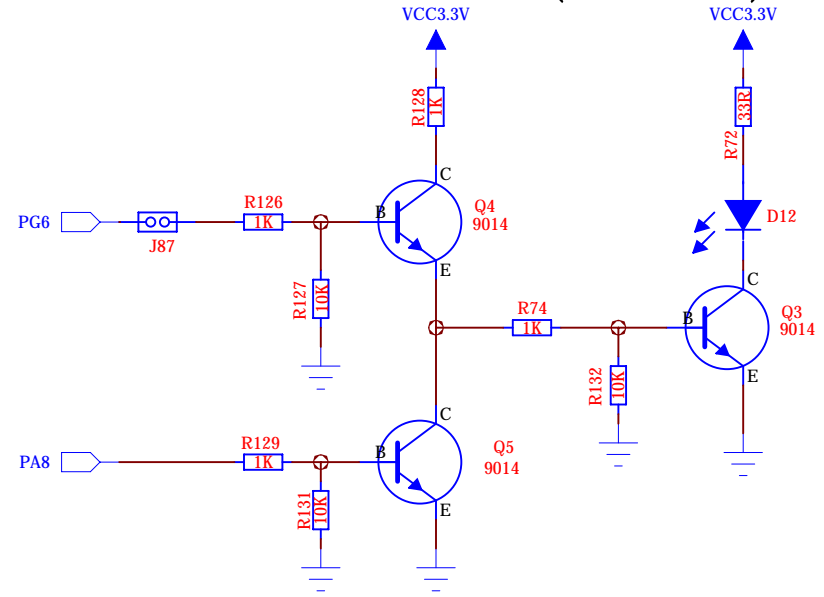 VCC3.3V
VCC3.3V
R128
1K
R72
33R
C
PG6
J87
R126
1K
B
Q4
9014
D12
E
R127
10K
C
R74
1K
B
Q3
9014
R132
10K
E
C
PA8
R129
1K
B
Q5
9014
R131
10K
E